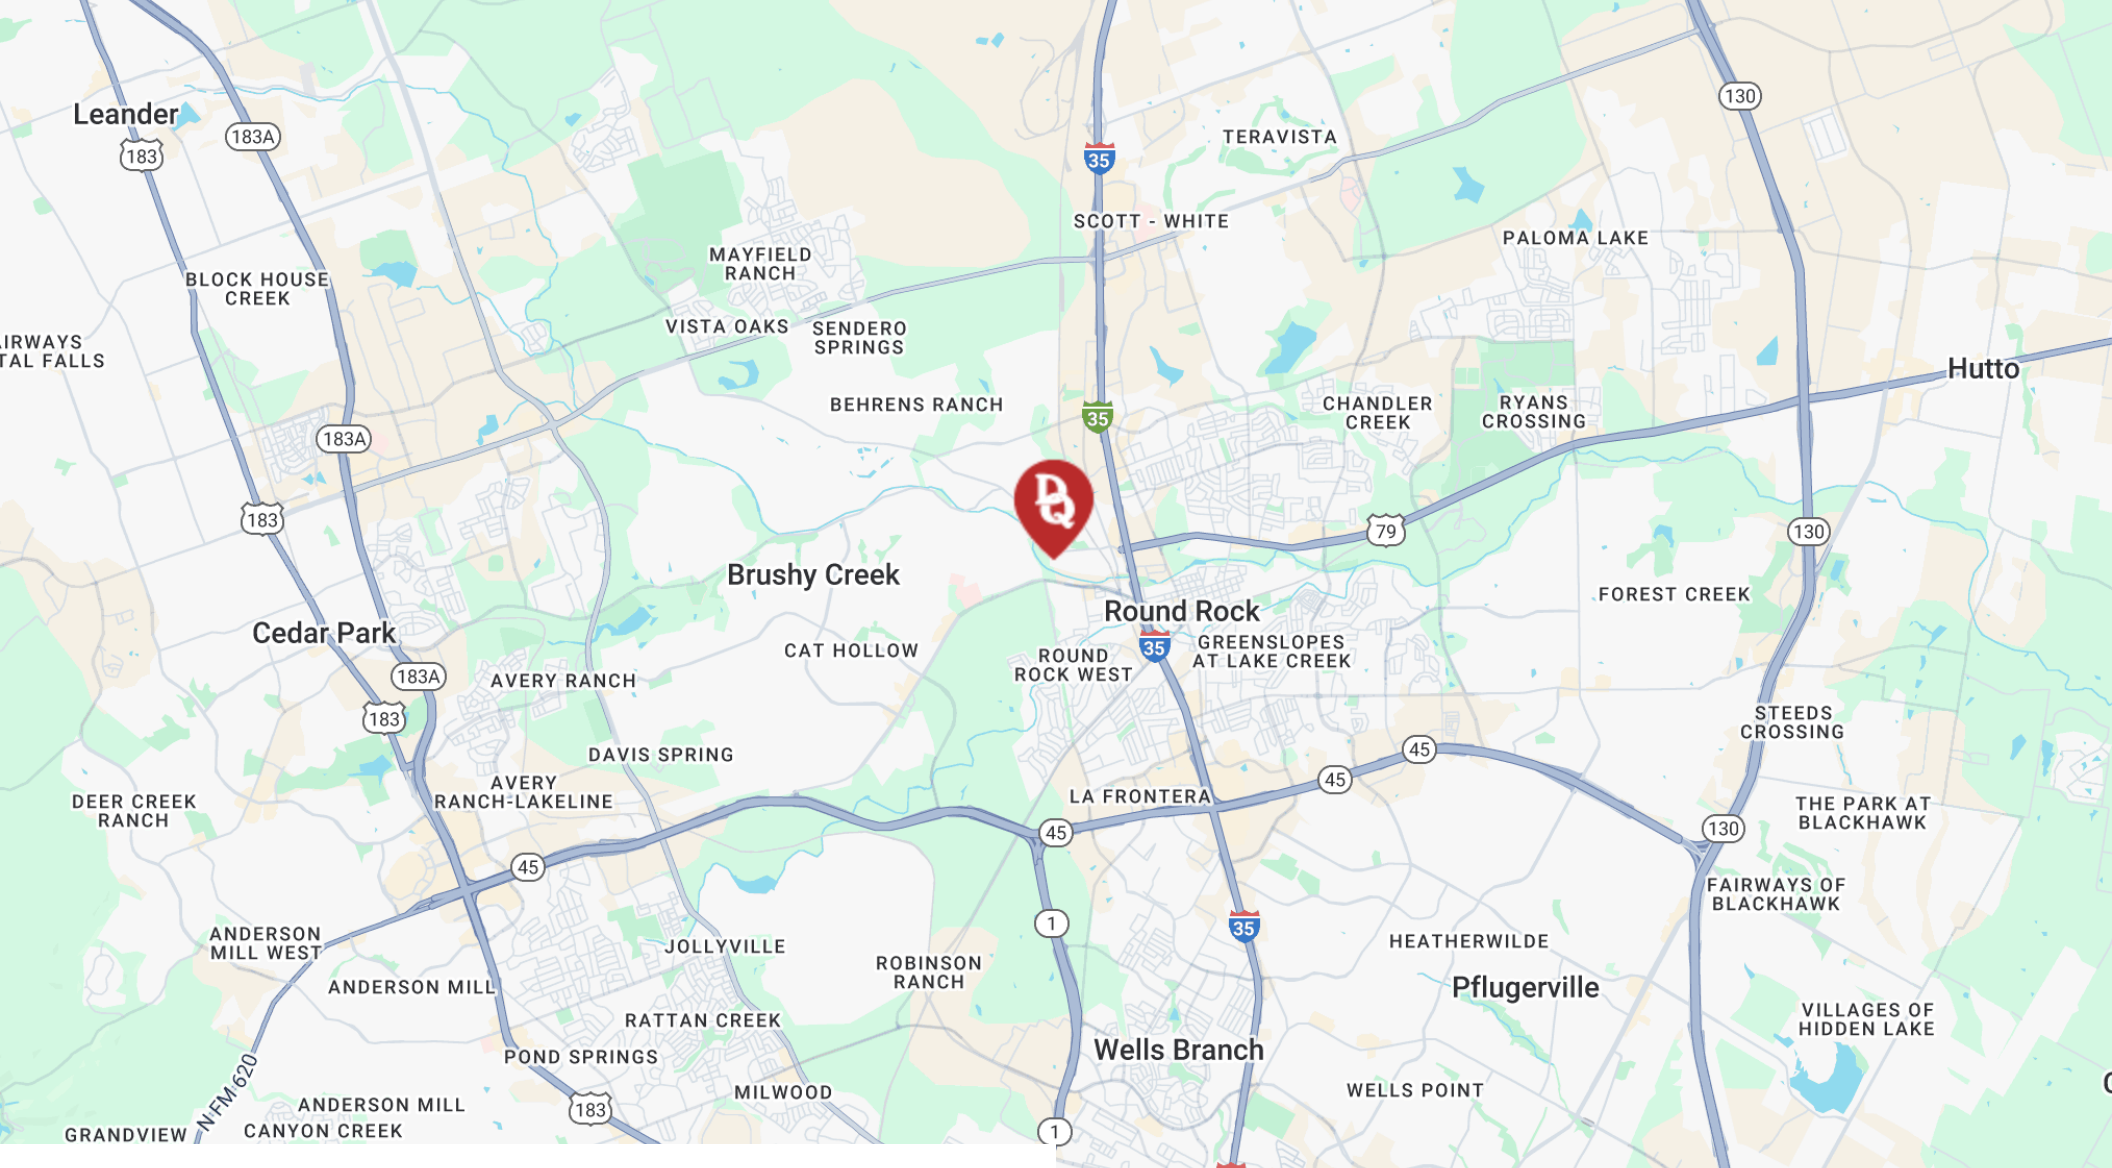 130
Leander
183A
TERAVISTA
183
35
SCOTT - WHITE
PALOMA LAKE
MAYFIELD
RANCH
BLOCK HOUSE
CREEK
VISTA OAKS
SENDERO
SPRINGS
AIRWAYS
TAL FALLS
Hutto
BEHRENS RANCH
35
CHANDLER
CREEK
RYANS
CROSSING
183A
DQ
183
79
130
Brushy Creek
FOREST CREEK
Round Rock
Cedar Park
35
GREENSLOPES
AT LAKE CREEK
CAT HOLLOW
ROUND
ROCK WEST
183A
AVERY RANCH
183
STEEDS
CROSSING
45
DAVIS SPRING
45
AVERY
RANCH-LAKELINE
LA FRONTERA
DEER CREEK
RANCH
THE PARK AT
BLACKHAWK
130
45
45
FAIRWAYS OF
BLACKHAWK
1
35
ANDERSON
MILL WEST
JOLLYVILLE
HEATHERWILDE
ROBINSON
RANCH
ANDERSON MILL
Pflugerville
RATTAN CREEK
VILLAGES OF
HIDDEN LAKE
Wells Branch
POND SPRINGS
N FM 620
MILWOOD
WELLS POINT
ANDERSON MILL
183
CANYON CREEK
GRANDVIEW
1